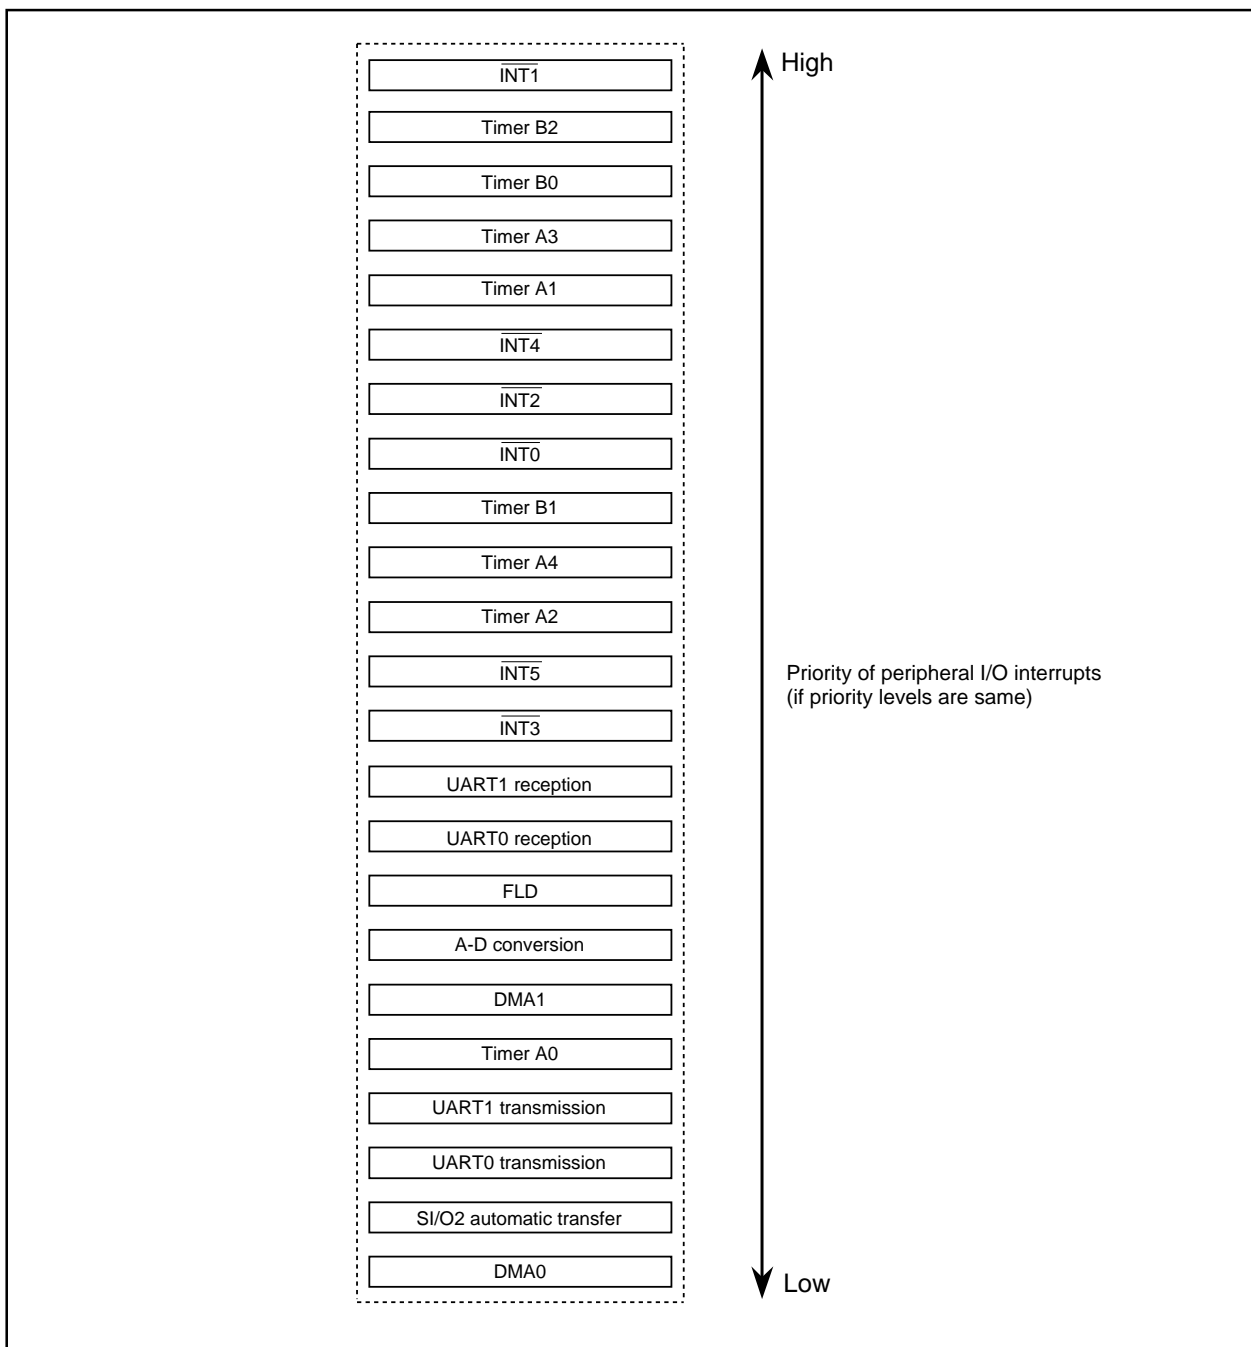 INT1
High
Timer B2
Timer B0
Timer A3
Timer A1
INT4
INT2
INT0
Timer B1
Timer A4
Timer A2
INT5
Priority of peripheral I/O interrupts
(if priority levels are same)
INT3
UART1 reception
UART0 reception
FLD
A-D conversion
DMA1
Timer A0
UART1 transmission
UART0 transmission
SI/O2 automatic transfer
DMA0
Low